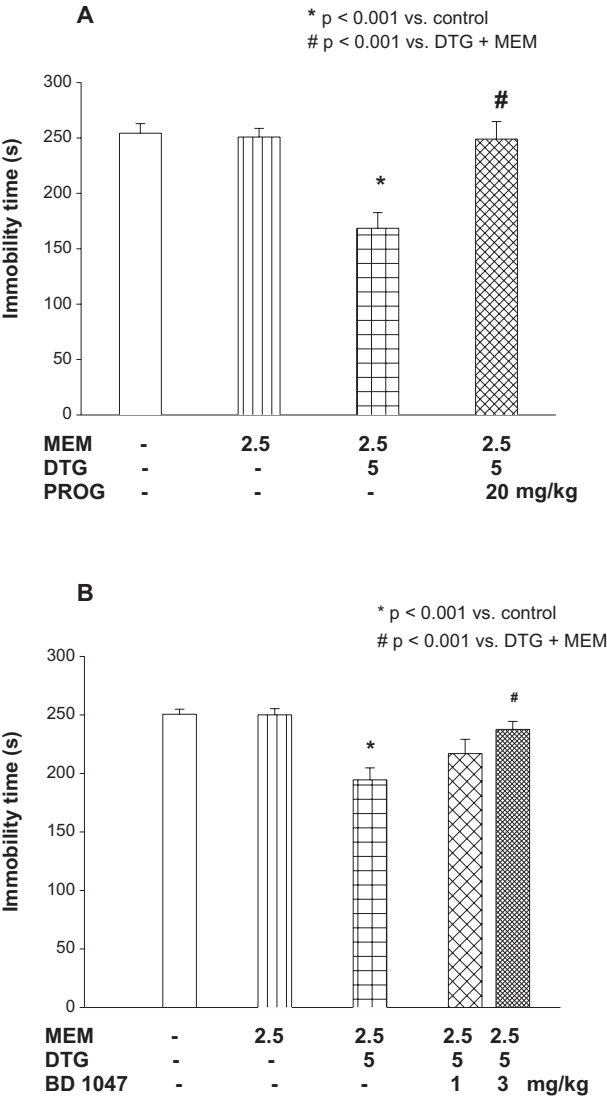 A
* p < 0.001 vs. control
# p < 0.001 vs. DTG + MEM
Immobility time (s)
300
250
200
150
100
50
0
*
#
MEM - 2.5 2.5 2.5
DTG - - 5 5
PROG - - - 20 mg/kg
B
* p < 0.001 vs. control
# p < 0.001 vs. DTG + MEM
Immobility time (s)
300
250
200
150
100
50
0
*
#
MEM - 2.5 2.5 2.5 2.5
DTG - - 5 5 5
BD 1047 - - - 1 3 mg/kg